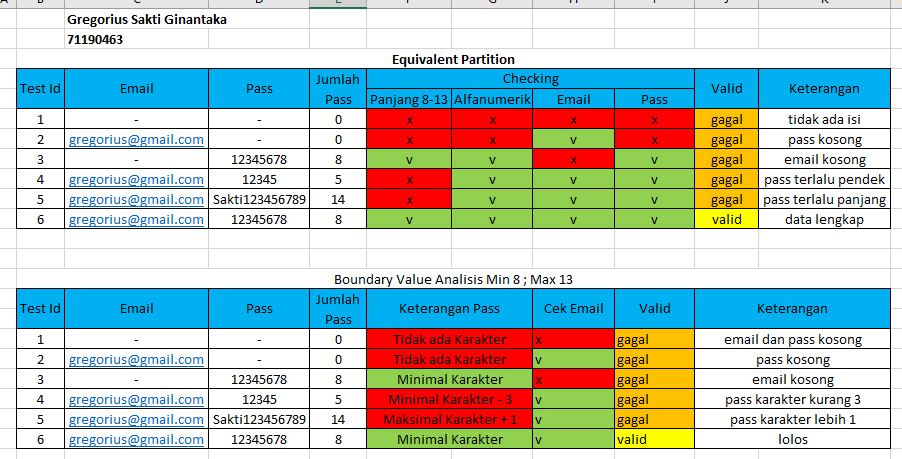 Gregorius Sakti Ginantaka
71190463
Equivalent Partition
Test Id Email Pass Jumlah Pass Checking Valid Keterangan
Panjang 8-13 Alfanumerik Email Pass
1 - - 0 x x x x gagal tidak ada isi
2 gregorius@gmail.com - 0 x x v x gagal pass kosong
3 - 12345678 8 v v x v gagal email kosong
4 gregorius@gmail.com 12345 5 x v v v gagal pass terlalu pendek
5 gregorius@gmail.com Sakti123456789 14 x v v v gagal pass terlalu panjang
6 gregorius@gmail.com 12345678 8 v v v v valid data lengkap
Boundary Value Analisis Min 8 ; Max 13
Test Id Email Pass Jumlah Pass Keterangan Pass Cek Email Valid Keterangan
1 - - 0 Tidak ada Karakter x gagal email dan pass kosong
2 gregorius@gmail.com - 0 Tidak ada Karakter v gagal pass kosong
3 - 12345678 8 Minimal Karakter x gagal email kosong
4 gregorius@gmail.com 12345 5 Minimal Karakter - 3 v gagal pass karakter kurang 3
5 gregorius@gmail.com Sakti123456789 14 Maksimal Karakter + 1 v gagal pass karakter lebih 1
6 gregorius@gmail.com 12345678 8 Minimal Karakter v valid lolos